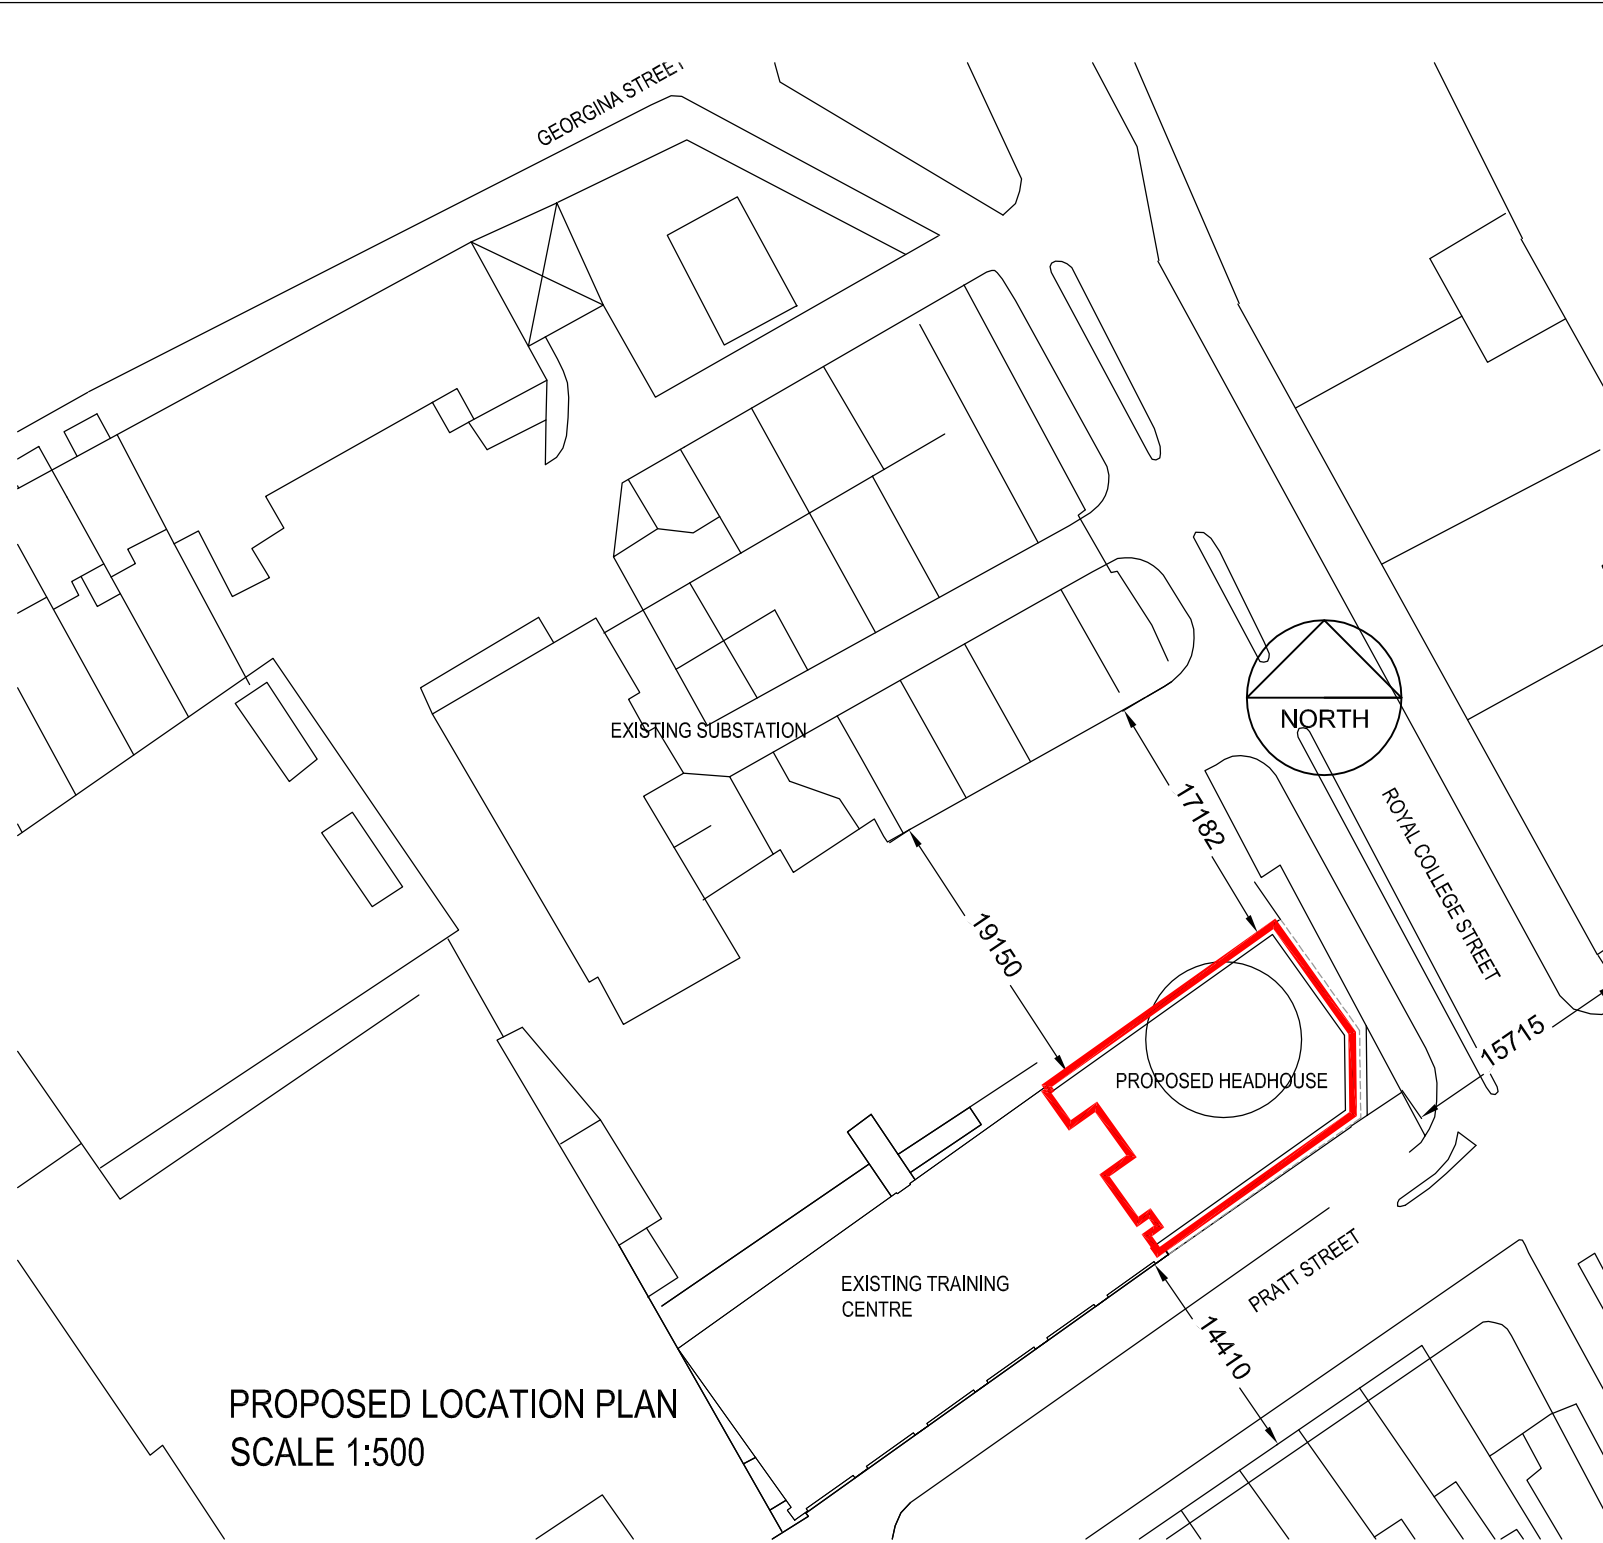 GEORGINA STREET
EXISTING SUBSTATION
NORTH
17182
ROYAL COLLEGE STREET
19150
15715
PROPOSED HEADHOUSE
PRATT STREET
EXISTING TRAINING
CENTRE
14410
PROPOSED LOCATION PLAN
SCALE 1:500